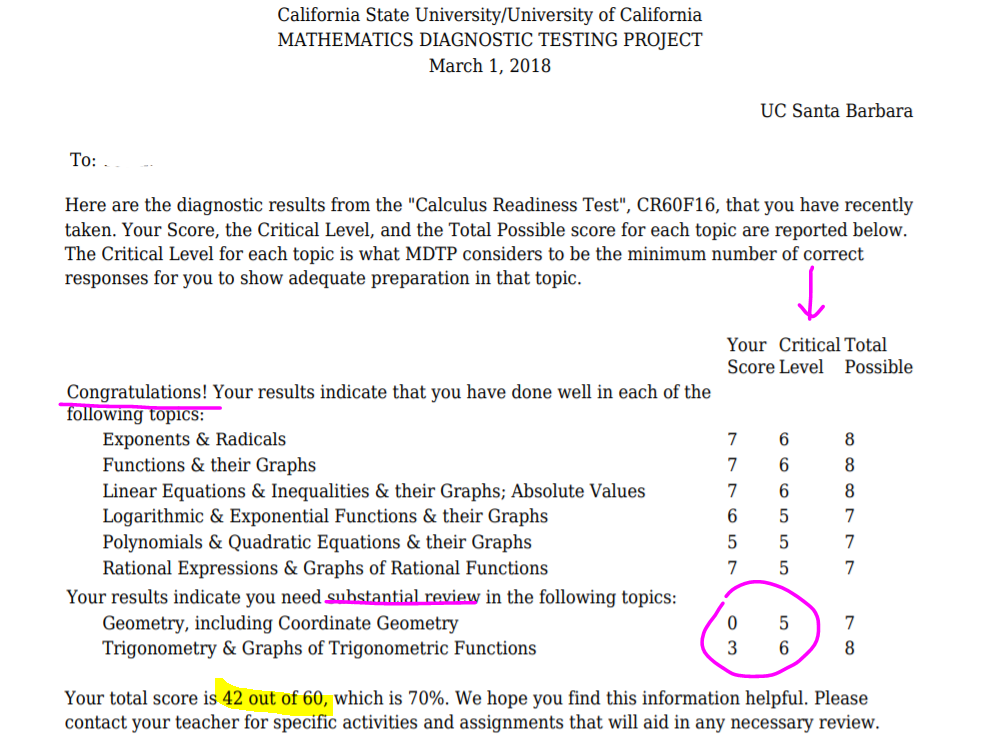 California State University/University of California
MATHEMATICS DIAGNOSTIC TESTING PROJECT
March 1, 2018
UC Santa Barbara
To:
Here are the diagnostic results from the "Calculus Readiness Test", CR60F16, that you have recently
taken. Your Score, the Critical Level, and the Total Possible score for each topic are reported below.
The Critical Level for each topic is what MDTP considers to be the minimum number of correct
responses for you to show adequate preparation in that topic.
Your Critical Total
Score Level Possible
Congratulations! Your results indicate that you have done well in each of the
following topics:
Exponents & Radicals 7 6 8
Functions & their Graphs 7 6 8
Linear Equations & Inequalities & their Graphs; Absolute Values 7 6 8
Logarithmic & Exponential Functions & their Graphs 6 5 7
Polynomials & Quadratic Equations & their Graphs 5 5 7
Rational Expressions & Graphs of Rational Functions 7 5 7
Your results indicate you need substantial review in the following topics:
Geometry, including Coordinate Geometry 0 5 7
Trigonometry & Graphs of Trigonometric Functions 3 6 8
Your total score is 42 out of 60, which is 70%. We hope you find this information helpful. Please
contact your teacher for specific activities and assignments that will aid in any necessary review.